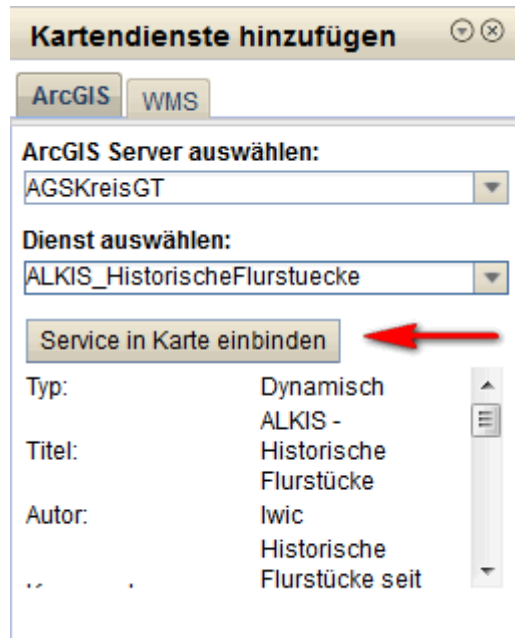 Kartendienste hinzufügen
ArcGIS WMS
ArcGIS Server auswählen:
AGSKreisGT
Dienst auswählen:
ALKIS_HistorischeFlurstuecke
Service in Karte einbinden
Typ: Dynamisch
ALKIS -
Titel: Historische
Flurstücke
Autor: lwic
Historische
Flurstücke seit